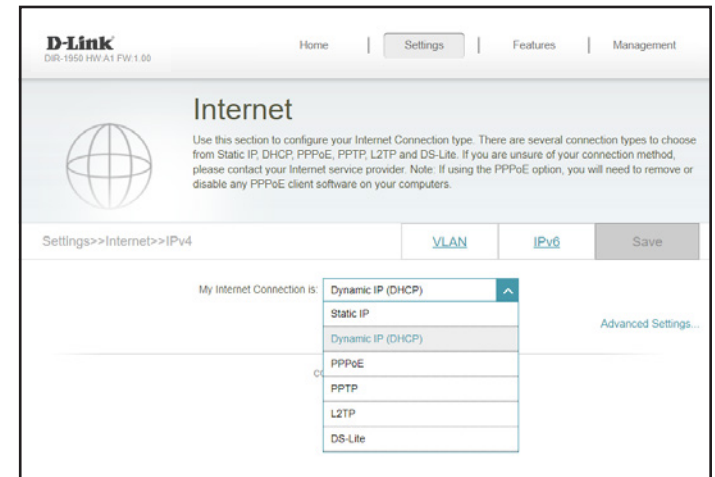 D-Link
DIR-1950 HW:A1 FW:1.00
Home | Settings | Features | Management
Internet
Use this section to configure your Internet Connection type. There are several connection types to choose
from Static IP, DHCP, PPPoE, PPTP, L2TP and DS-Lite. If you are unsure of your connection method,
please contact your Internet service provider. Note: If using the PPPoE option, you will need to remove or
disable any PPPoE client software on your computers.
Settings>>Internet>>IPv4 VLAN IPv6 Save
My Internet Connection is: Dynamic IP (DHCP)
Static IP
Advanced Settings...
Dynamic IP (DHCP)
PPPoE
PPTP
L2TP
DS-Lite